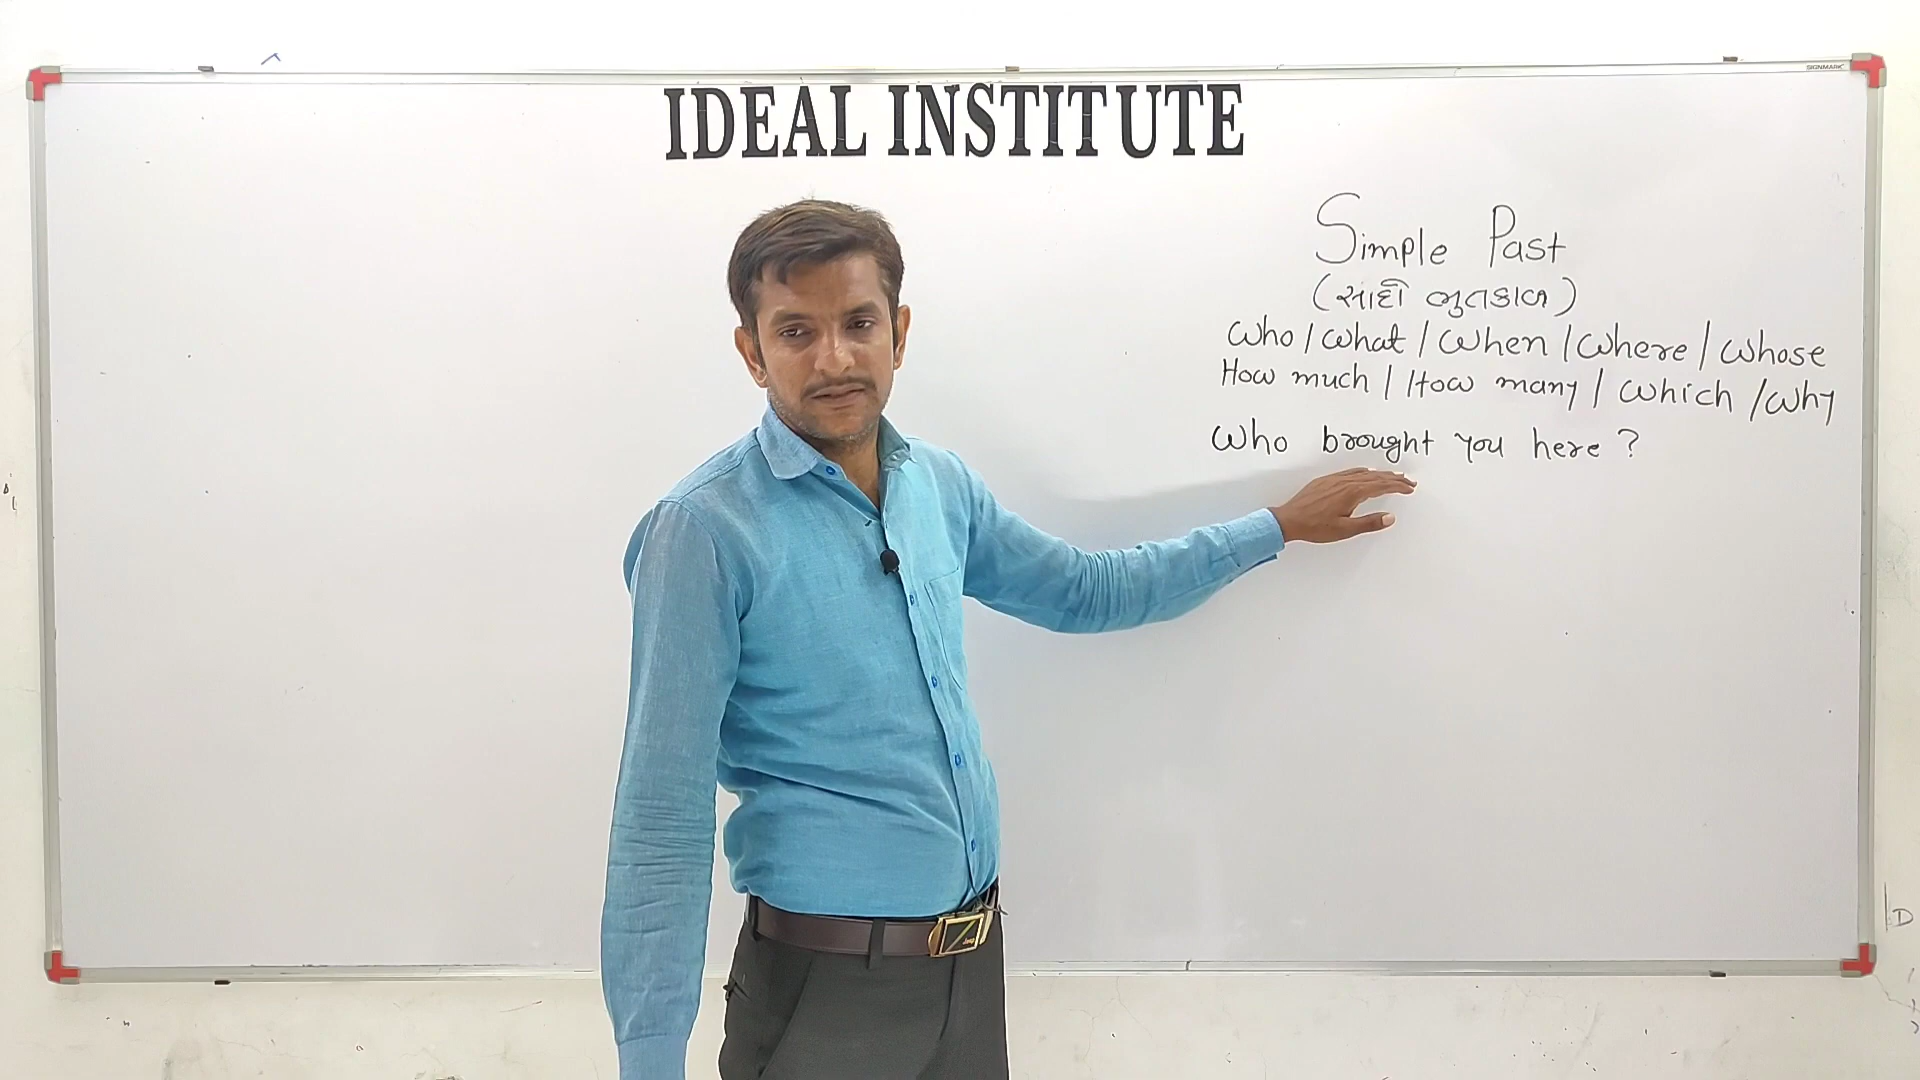 SIGNMARK
IDEAL INSTITUTE
Simple Past
(સાદો ભુતકાળ)
Who / What / When / Where / Whose
How much / How many / Which / Why
Who brought you here ?
D